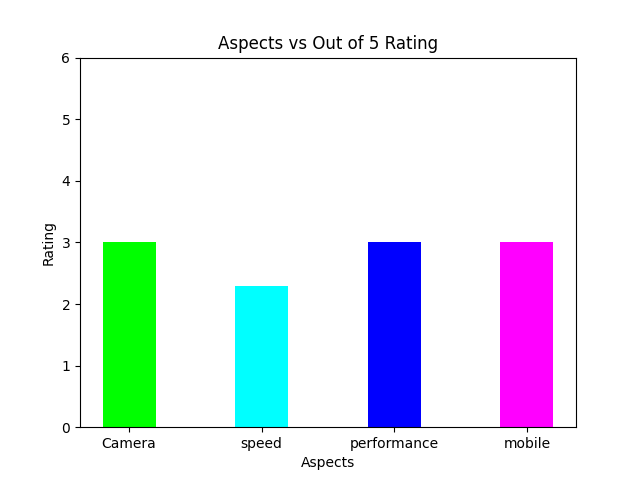 Aspects vs Out of 5 Rating
6
5
4
3
2
1
0
Rating
Camera speed performance mobile
Aspects